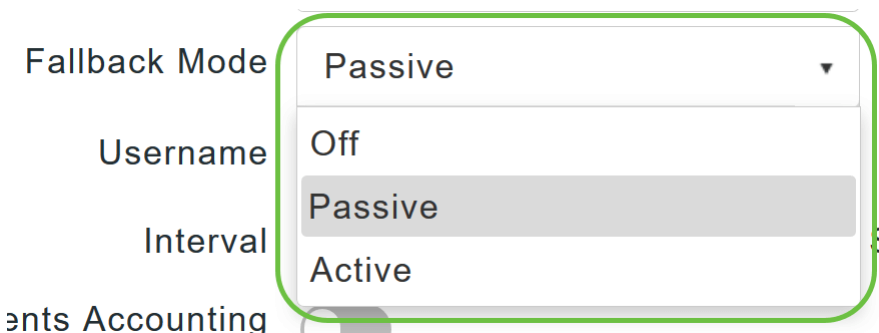 Fallback Mode Passive
Username Off
Passive
Interval
Active
ents Accounting